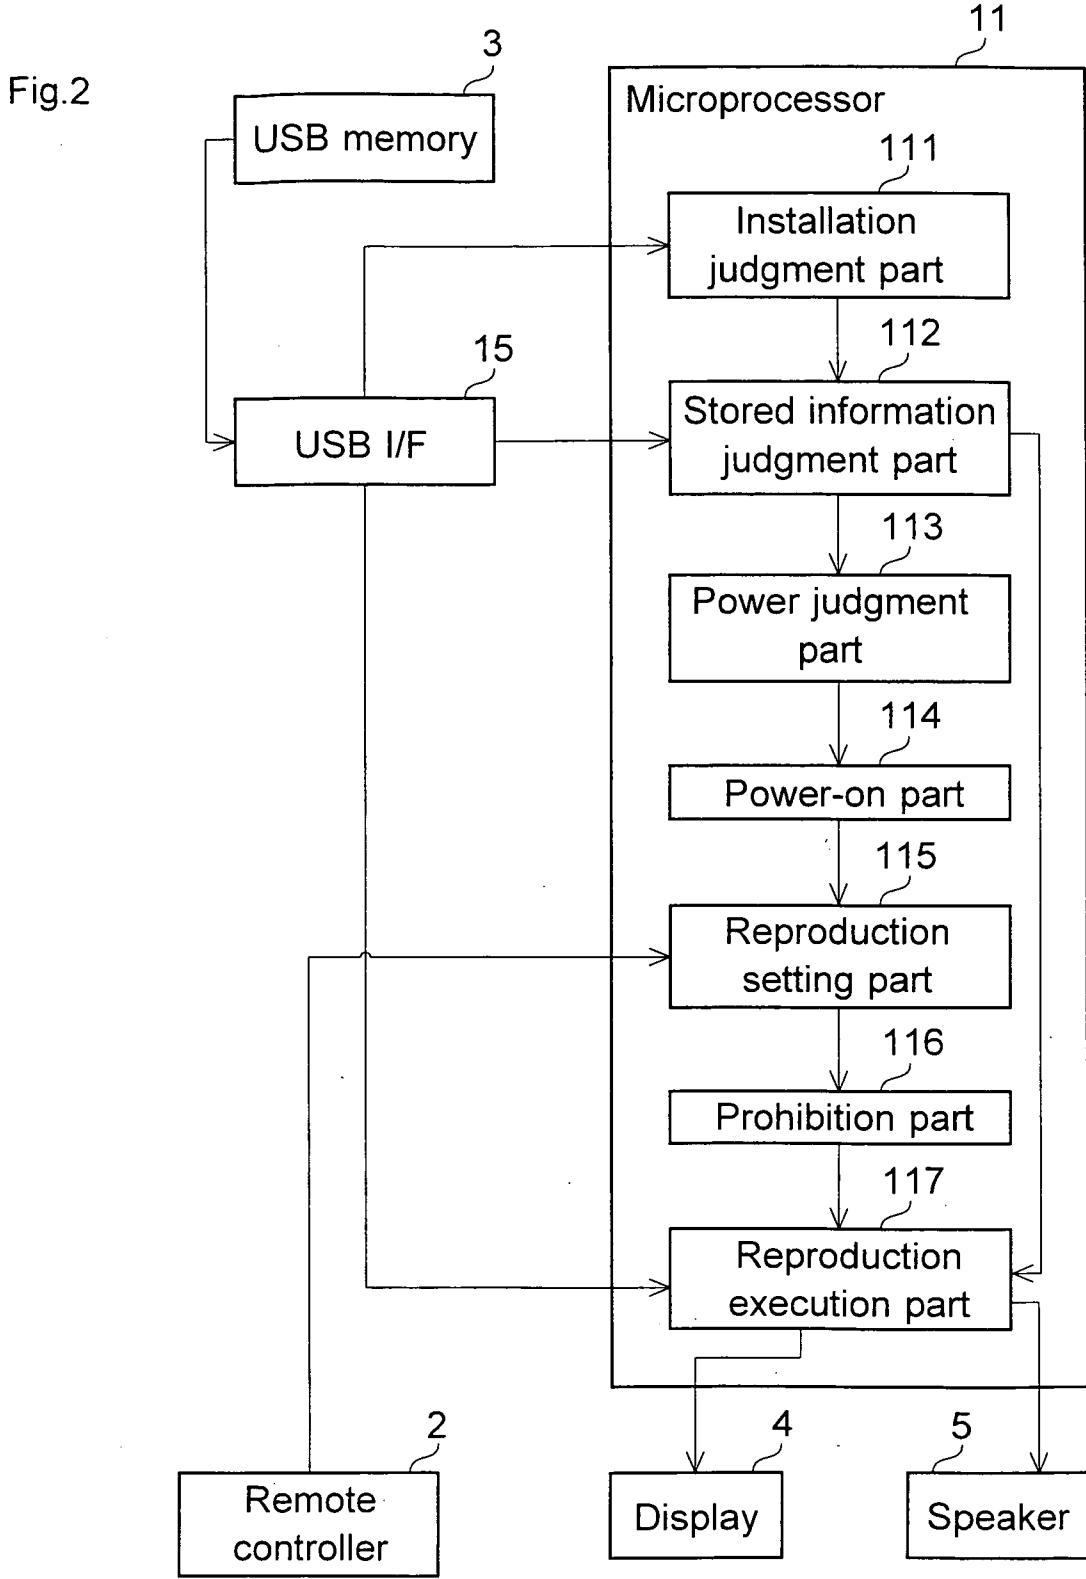 Fig.2
3
USB memory
11
Microprocessor
111
Installation
judgment part
15
USB I/F
112
Stored information
judgment part
113
Power judgment
part
114
Power-on part
115
Reproduction
setting part
116
Prohibition part
117
Reproduction
execution part
2
Remote
controller
4
Display
5
Speaker